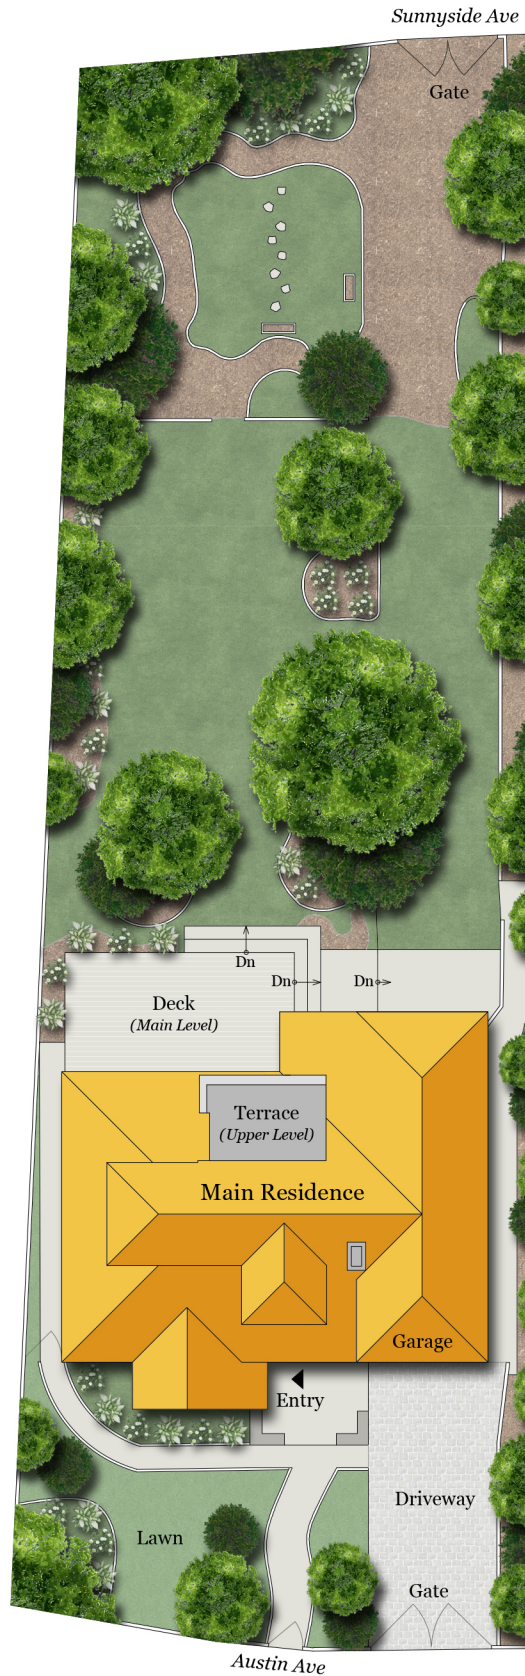 Sunnyside Ave
Gate
Dn
Dn
Dn
Deck
(Main Level)
Terrace
(Upper Level)
Main Residence
Garage
Entry
Driveway
Lawn
Gate
Austin Ave